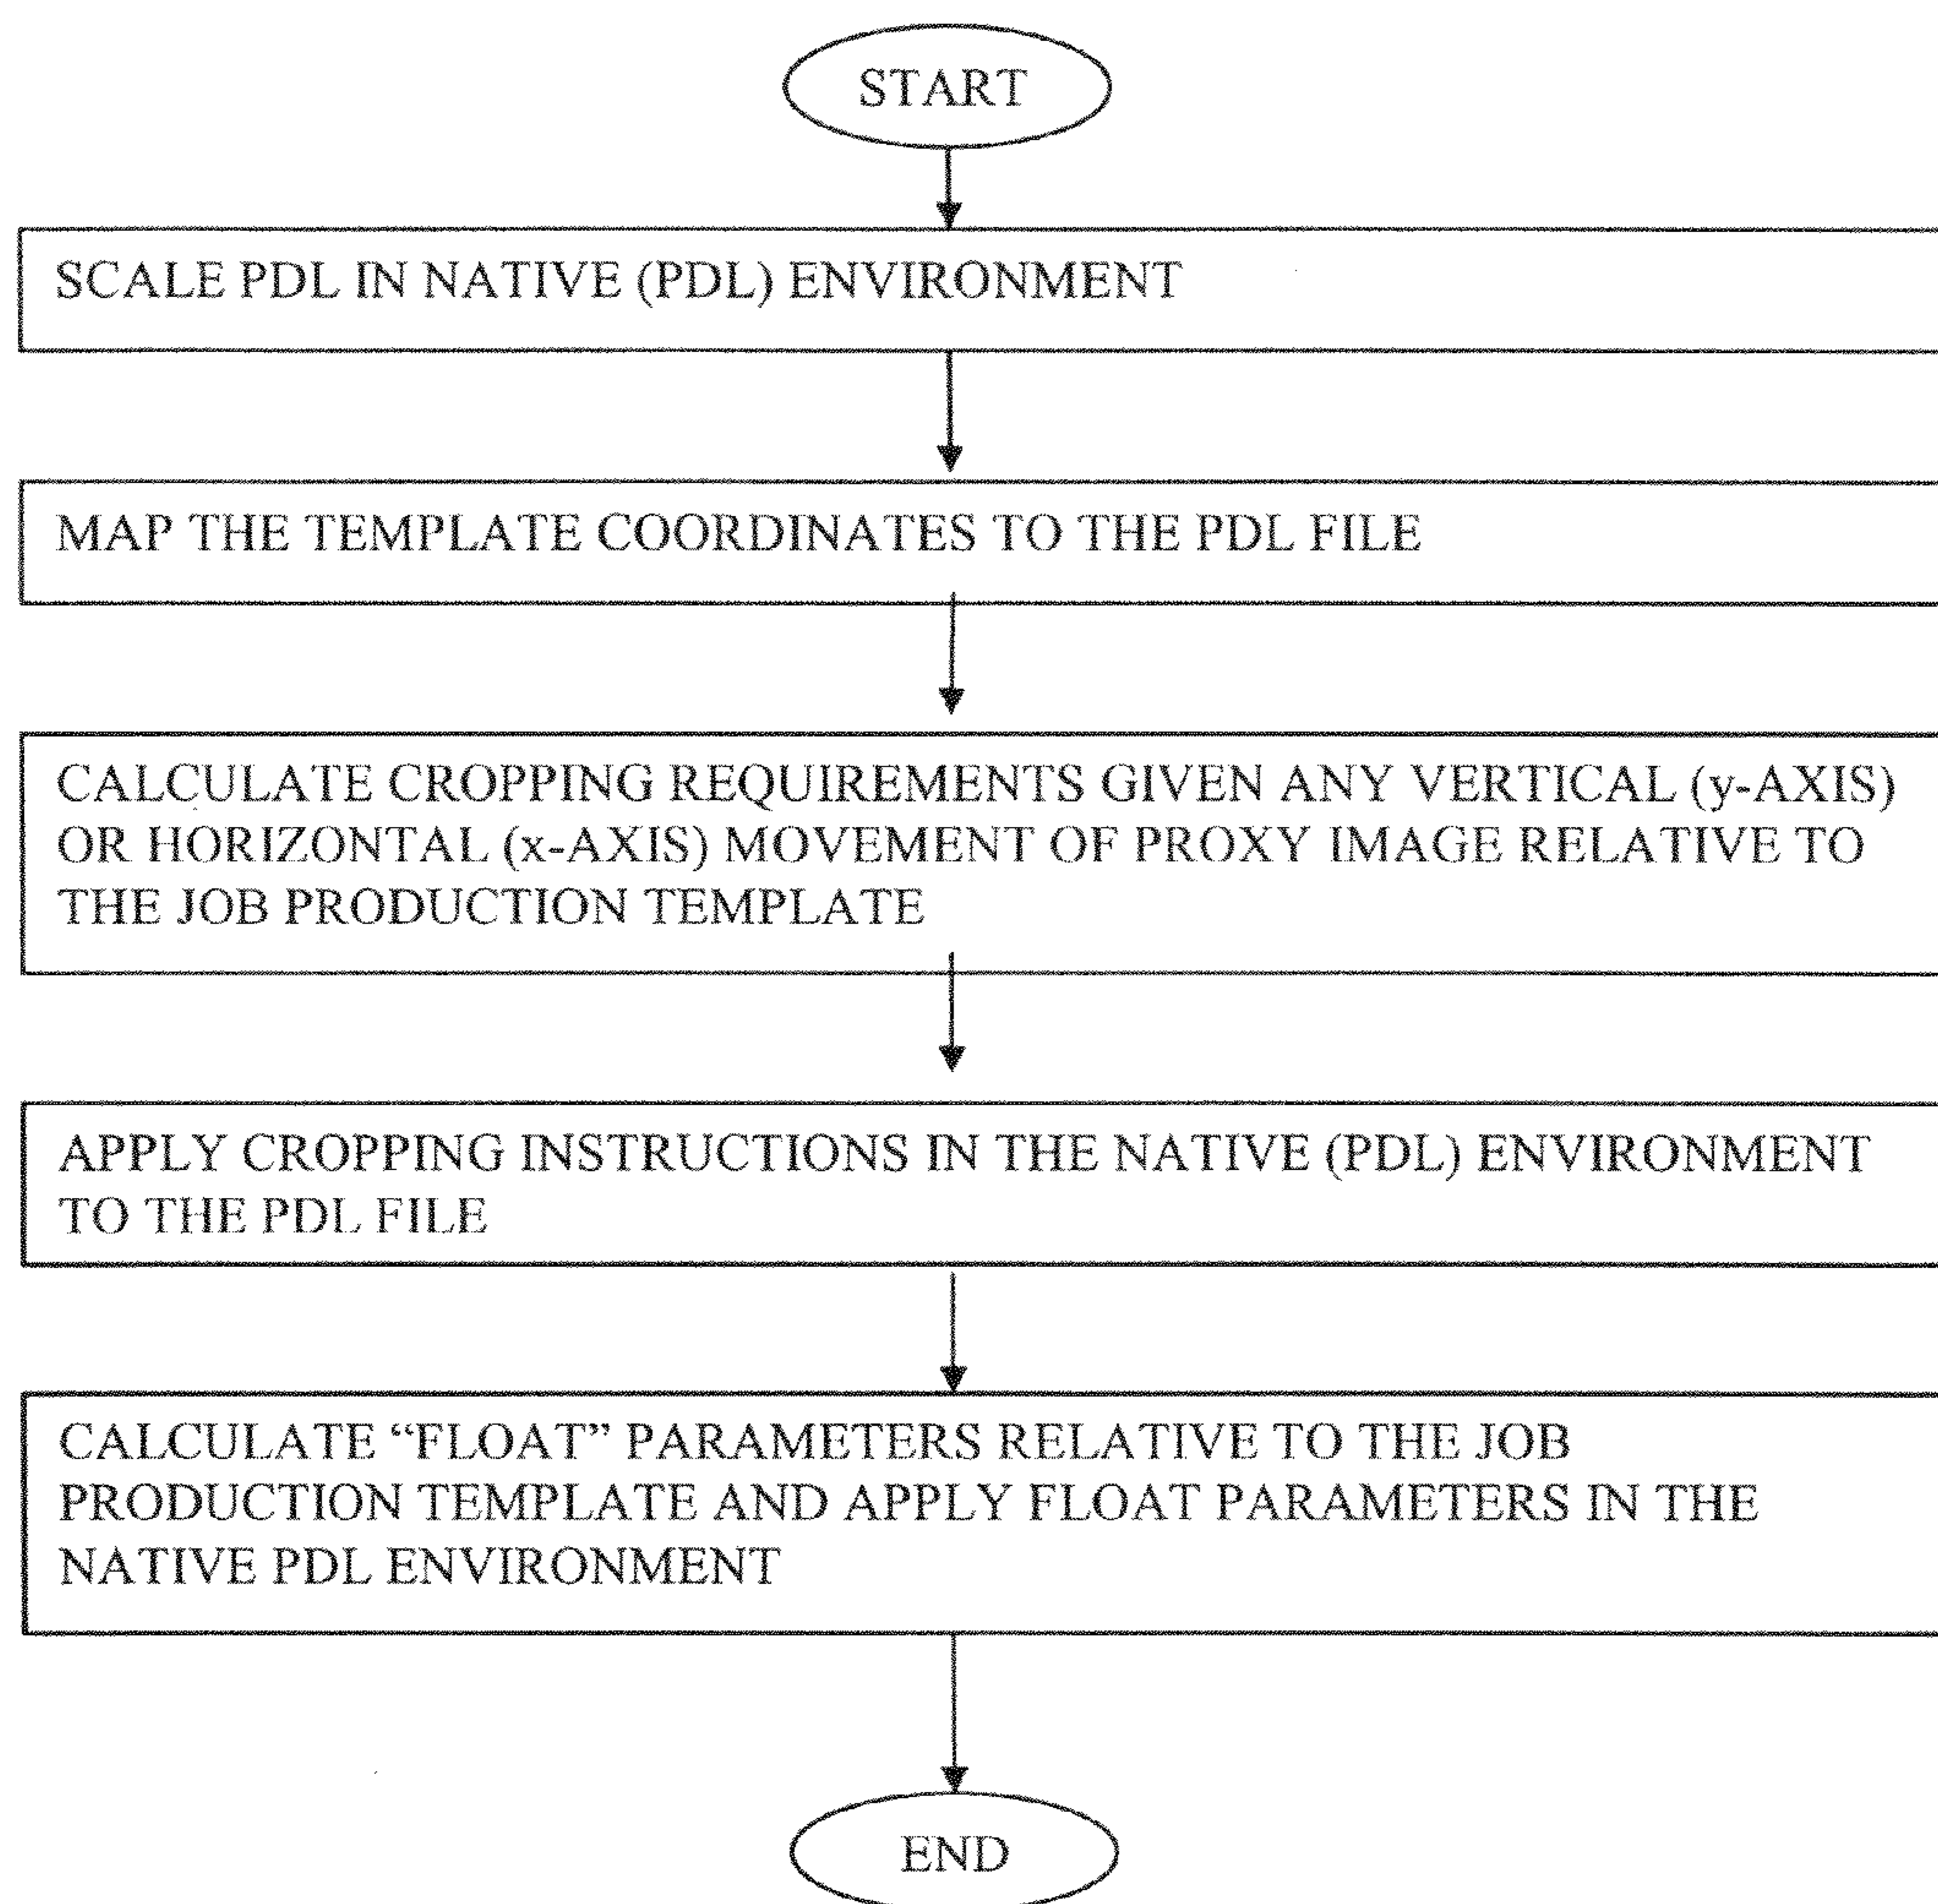 START
SCALE PDL IN NATIVE (PDL) ENVIRONMENT
MAP THE TEMPLATE COORDINATES TO THE PDL FILE
CALCULATE CROPPING REQUIREMENTS GIVEN ANY VERTICAL (y-AXIS)
OR HORIZONTAL (x-AXIS) MOVEMENT OF PROXY IMAGE RELATIVE TO
THE JOB PRODUCTION TEMPLATE
APPLY CROPPING INSTRUCTIONS IN THE NATIVE (PDL) ENVIRONMENT
TO THE PDL FILE
CALCULATE “FLOAT” PARAMETERS RELATIVE TO THE JOB
PRODUCTION TEMPLATE AND APPLY FLOAT PARAMETERS IN THE
NATIVE PDL ENVIRONMENT
END